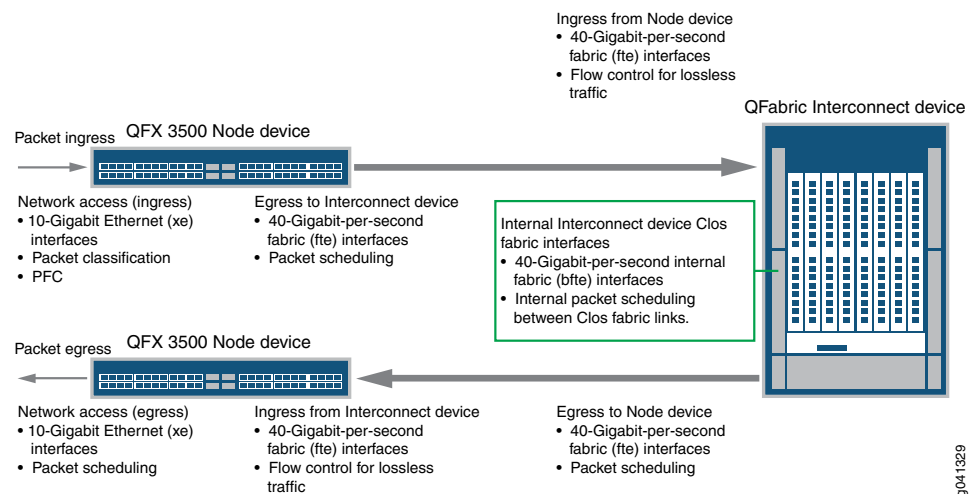 Ingress from Node device
• 40-Gigabit-per-second
fabric (fte) interfaces
• Flow control for lossless
traffic
QFabric Interconnect device
Packet ingress
QFX 3500 Node device
Network access (ingress)
• 10-Gigabit Ethernet (xe)
interfaces
• Packet classification
• PFC
Egress to Interconnect device
• 40-Gigabit-per-second
fabric (fte) interfaces
• Packet scheduling
Internal Interconnect device Clos
fabric interfaces
• 40-Gigabit-per-second internal
fabric (bfte) interfaces
• Internal packet scheduling
between Clos fabric links.
Packet egress
QFX 3500 Node device
Network access (egress)
• 10-Gigabit Ethernet (xe)
interfaces
• Packet scheduling
Ingress from Interconnect device
• 40-Gigabit-per-second
fabric (fte) interfaces
• Flow control for lossless
traffic
Egress to Node device
• 40-Gigabit-per-second
fabric (fte) interfaces
• Packet scheduling
g041329